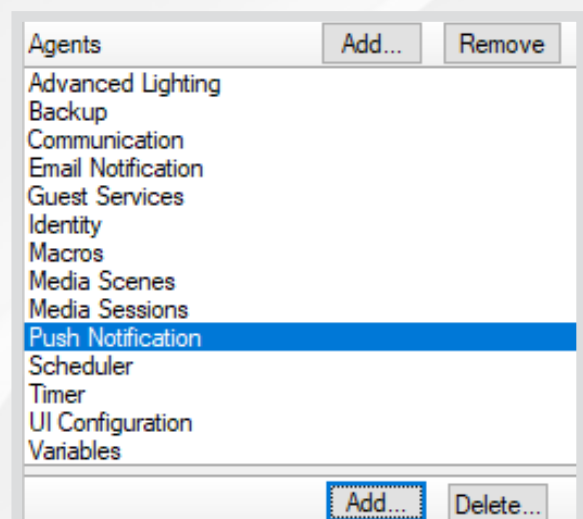 Agents Add... Remove
Advanced Lighting
Backup
Communication
Email Notification
Guest Services
Identity
Macros
Media Scenes
Media Sessions
Push Notification
Scheduler
Timer
UI Configuration
Variables
Add... Delete...